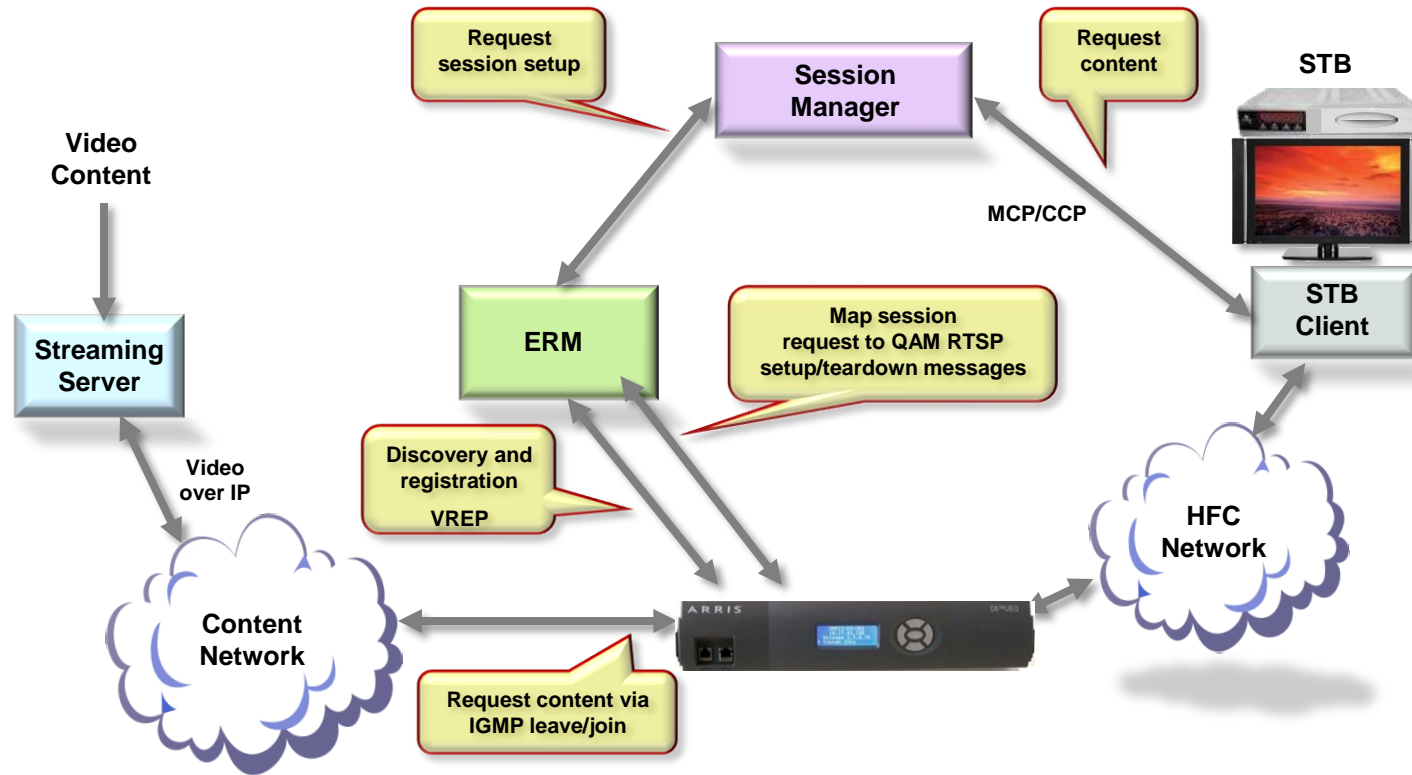 Request
session setup
Session
Manager
Request
content
STB
Video
Content
MCP/CCP
Streaming
Server
ERM
Map session
request to QAM RTSP
setup/teardown messages
STB
Client
Video
over IP
Discovery and
registration
VREP
HFC
Network
Content
Network
ARRIS
Request content via
IGMP leave/join